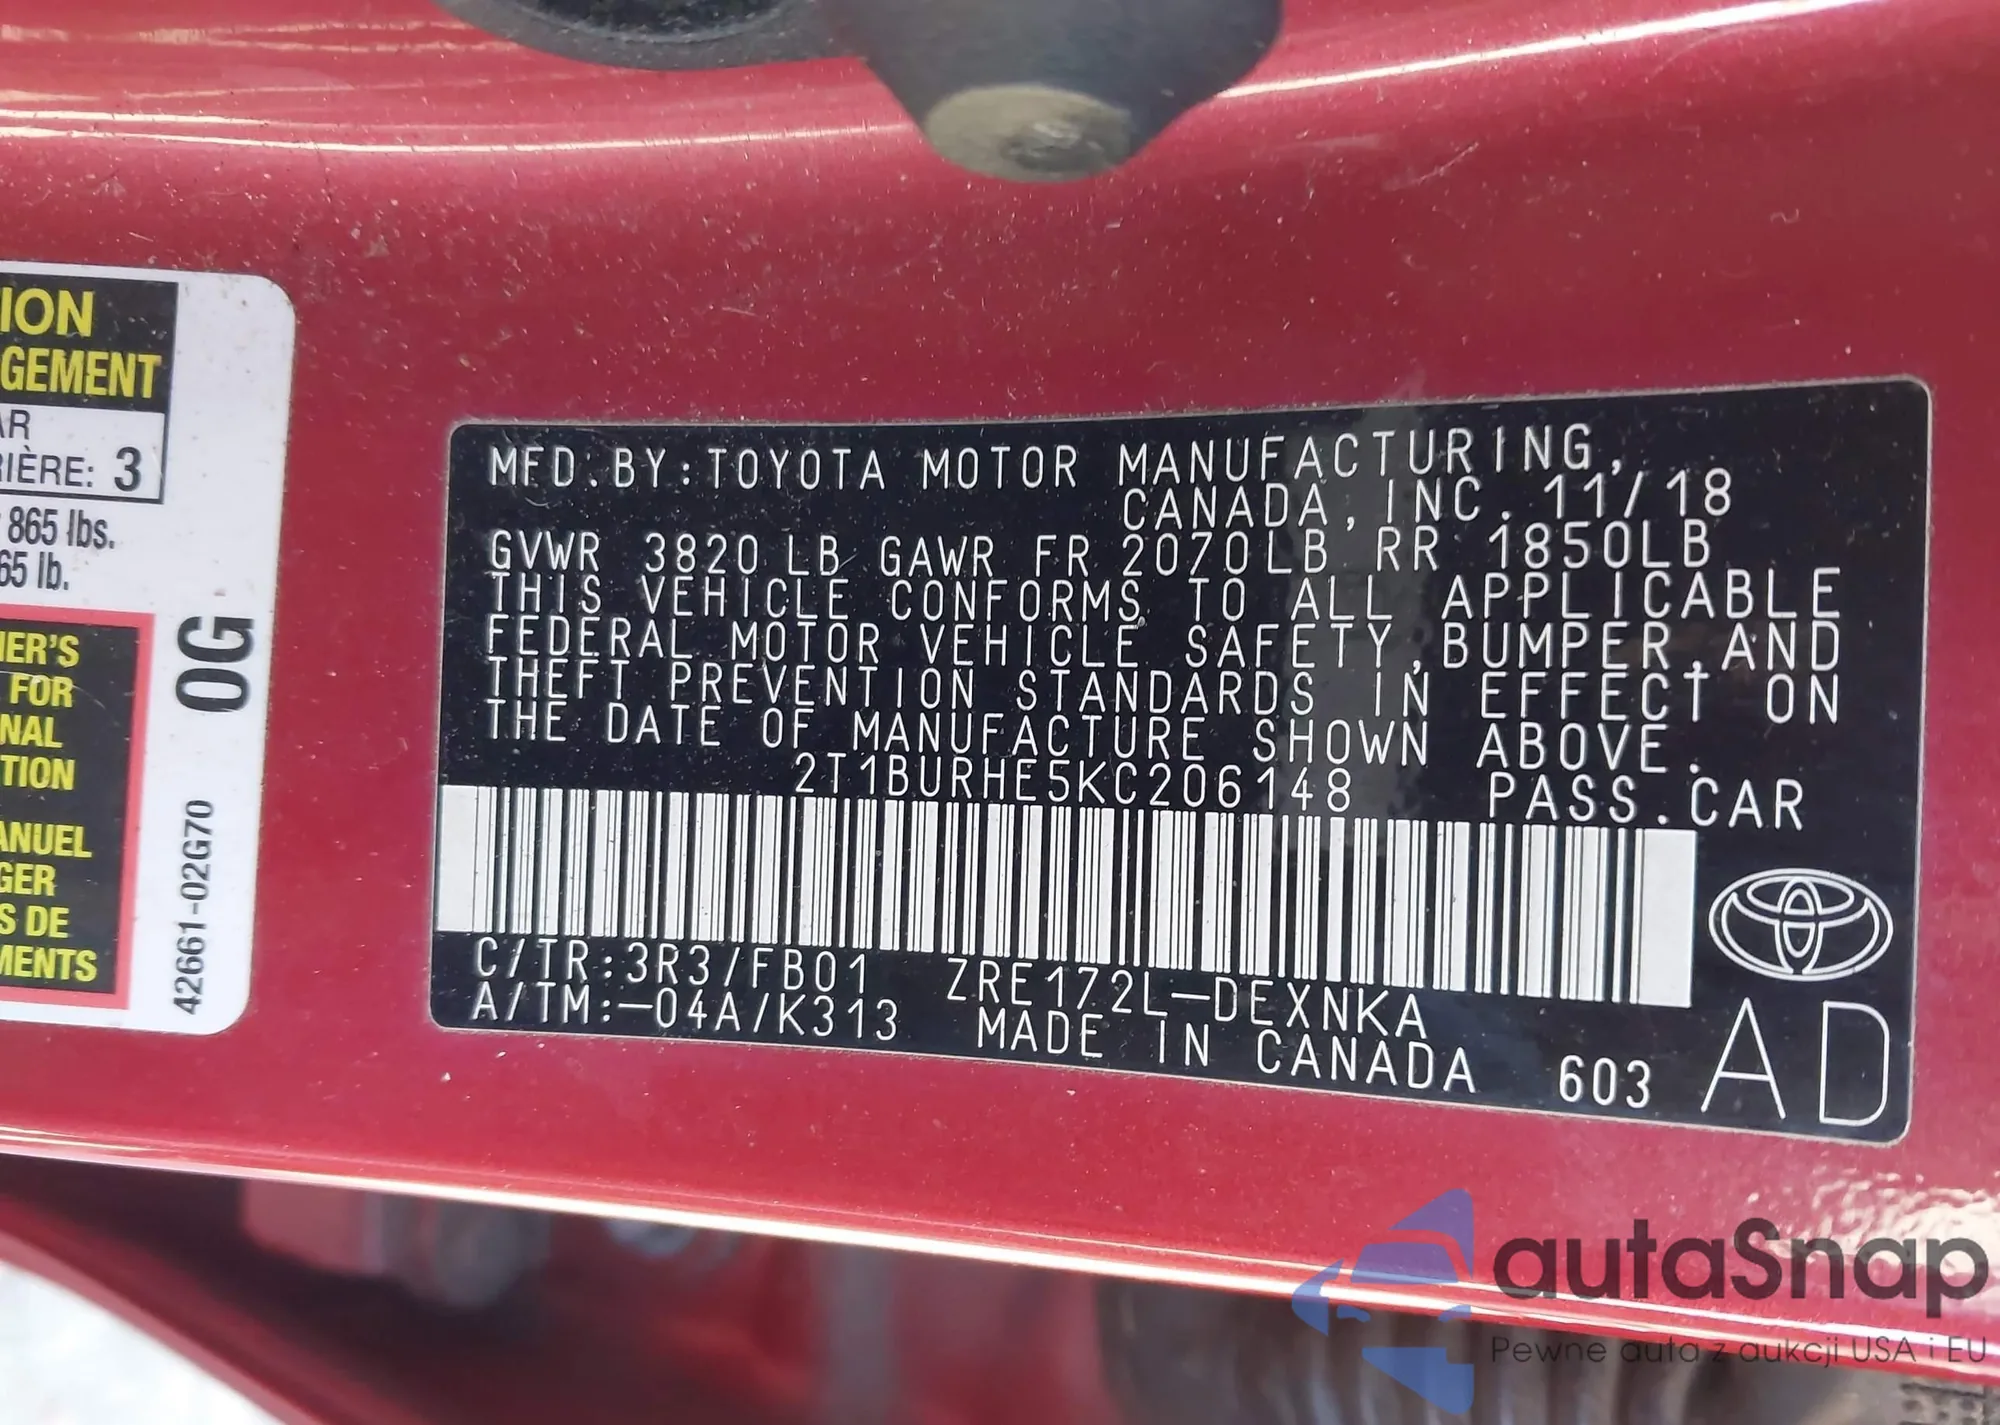 ION
GEMENT
AR
IÈRE: 3
865 lbs.
65 lb.
ER'S
FOR
NAL
TION
ANUEL
GER
S DE
MENTS
0G
42661-02G70
MFD. BY: TOYOTA MOTOR MANUFACTURING,
CANADA, INC. 11/18
GVWR 3820 LB GAWR FR 2070LB RR 1850LB
THIS VEHICLE CONFORMS TO ALL APPLICABLE
FEDERAL MOTOR VEHICLE SAFETY, BUMPER, AND
THEFT PREVENTION STANDARDS IN EFFECT ON
THE DATE OF MANUFACTURE SHOWN ABOVE.
2T1BURHE5KC206148 PASS. CAR
C/TR: 3R3/FB01 ZRE172L-DEXNKA
A/TM: -04A/K313 MADE IN CANADA 603
AD
autaSnap
Pewne auta z aukcji USA i EU